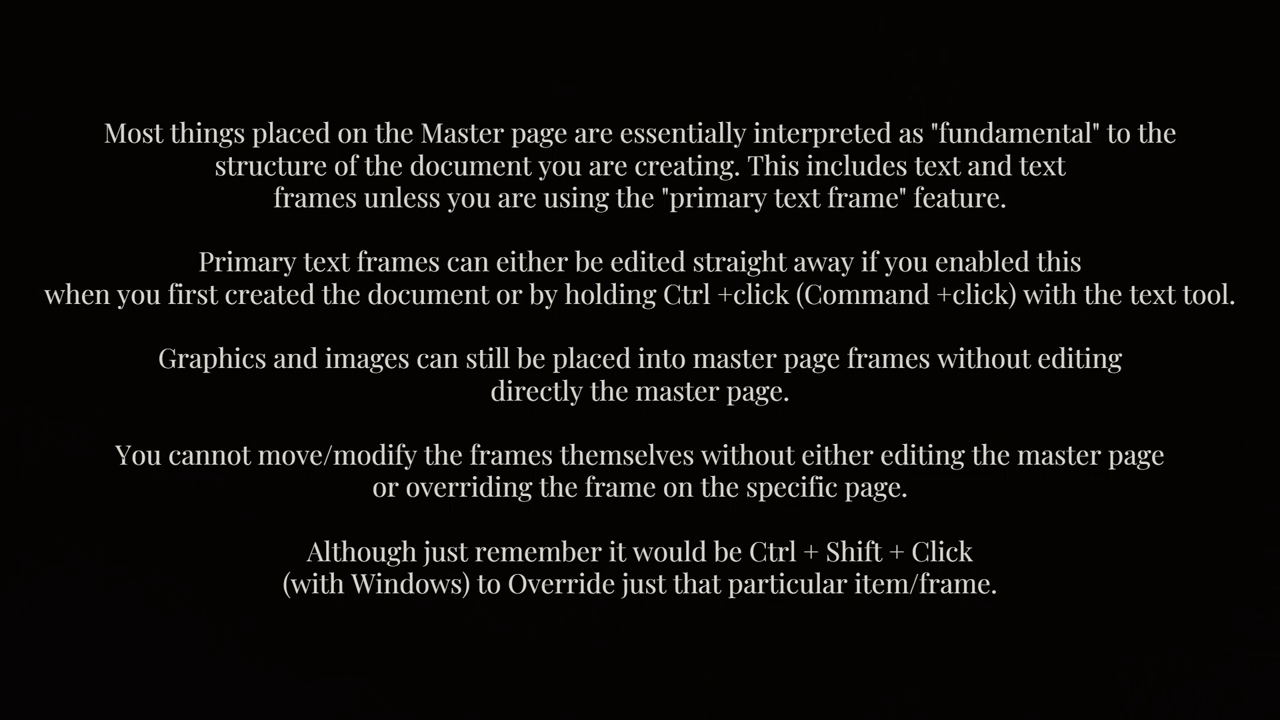 Most things placed on the Master page are essentially interpreted as "fundamental" to the
structure of the document you are creating. This includes text and text
frames unless you are using the "primary text frame" feature.
Primary text frames can either be edited straight away if you enabled this
when you first created the document or by holding Ctrl +click (Command +click) with the text tool.
Graphics and images can still be placed into master page frames without editing
directly the master page.
You cannot move/modify the frames themselves without either editing the master page
or overriding the frame on the specific page.
Although just remember it would be Ctrl + Shift + Click
(with Windows) to Override just that particular item/frame.